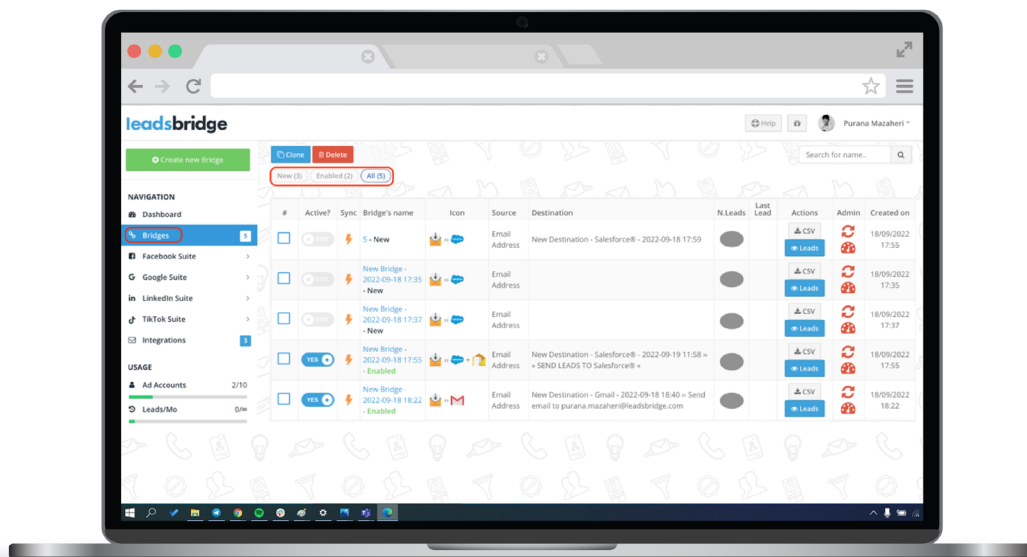 leadsbridge
Help
Purana Mazaheri
Create new Bridge
Clone
Delete
Search for name..
New (3)
Enabled (2)
All (5)
NAVIGATION
Dashboard
Bridges
5
Facebook Suite
Google Suite
LinkedIn Suite
TikTok Suite
Integrations
3
USAGE
Ad Accounts 2/10
Leads/Mo 0/∞
# Active? Sync Bridge's name Icon Source Destination N.Leads Last Lead Actions Admin Created on
5 - New
Email Address
New Destination - Salesforce® - 2022-09-18 17:59
CSV
Leads
18/09/2022
17:55
New Bridge -
2022-09-18 17:35
- New
Email Address
CSV
Leads
18/09/2022
17:35
New Bridge -
2022-09-18 17:37
- New
Email Address
CSV
Leads
18/09/2022
17:37
YES
New Bridge -
2022-09-18 17:55
- Enabled
Email Address
New Destination - Salesforce® - 2022-09-19 11:58 ››
» SEND LEADS TO Salesforce® «
CSV
Leads
18/09/2022
17:55
YES
New Bridge -
2022-09-18 18:22
- Enabled
Email Address
New Destination - Gmail - 2022-09-18 18:40 ›› Send
email to purana.mazaheri@leadsbridge.com
CSV
Leads
18/09/2022
18:22